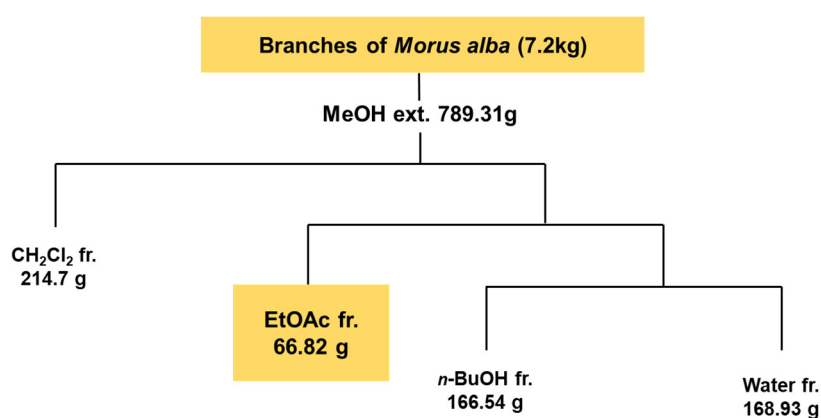 Branches of Morus alba (7.2kg)
MeOH ext. 789.31g
CH₂Cl₂ fr.
214.7 g
EtOAc fr.
66.82 g
n-BuOH fr.
166.54 g
Water fr.
168.93 g